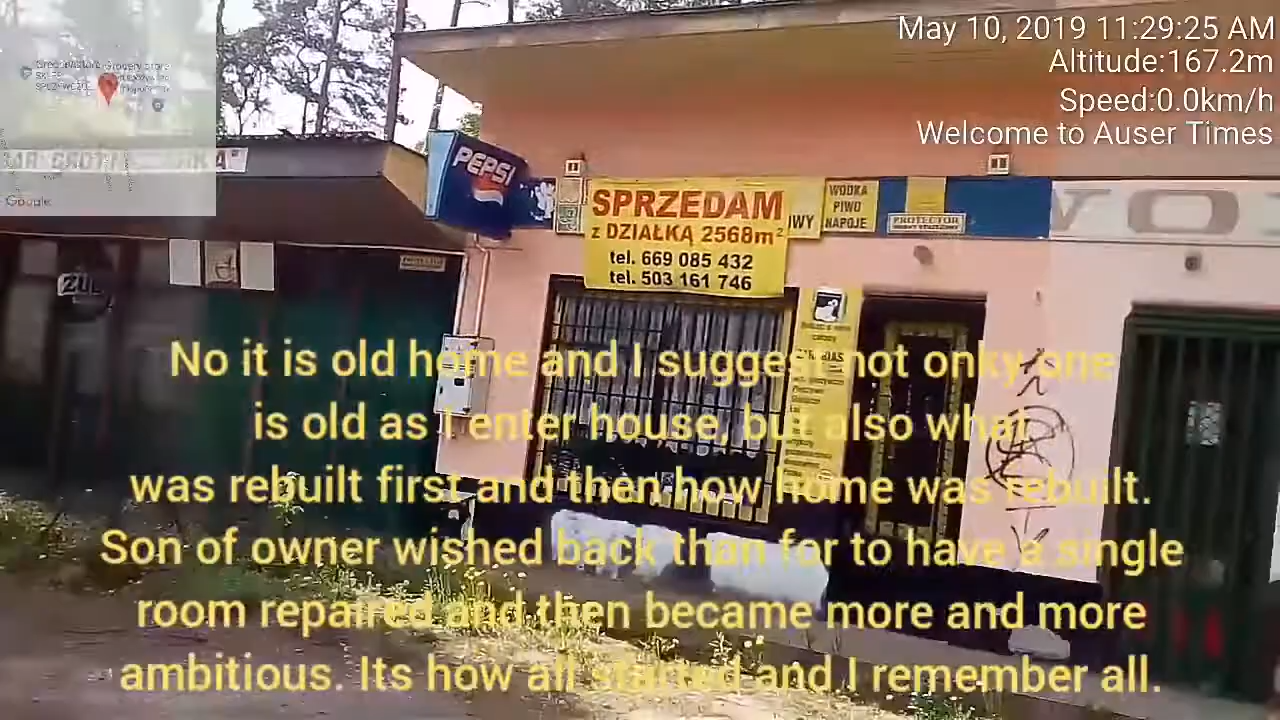 May 10, 2019 11:29:25 AM
Altitude:167.2m
Speed:0.0km/h
Welcome to Auser Times
Google
PEPSI
SPRZEDAM
z DZIAŁKĄ 2568m²
tel. 669 085 432
tel. 503 161 746
WÓDKA
PIWO
NAPOJE
PROTECTOR
No it is old home and I suggest not onky one
is old as I enter house, but also what
was rebuilt first and then how home was rebuilt.
Son of owner wished back than for to have a single
room repaired and then became more and more
ambitious. Its how all started and I remember all.